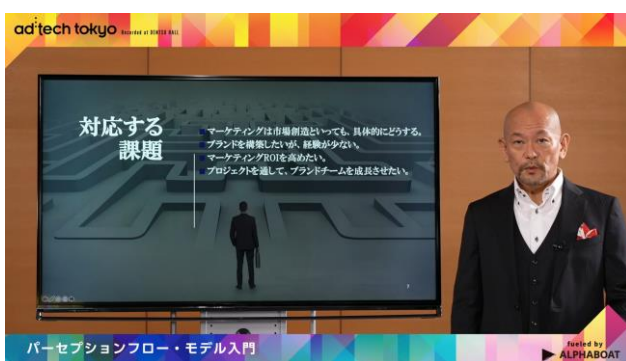 ad:tech tokyo Recorded at DENTSU HALL
対応する
課題
マーケティングは市場創造といっても、具体的にどうする。
ブランドを構築したいが、経験が少ない。
マーケティングROIを高めたい。
プロジェクトを通して、ブランドチームを成長させたい。
パーセプションフロー・モデル入門
fueled by
ALPHABOAT